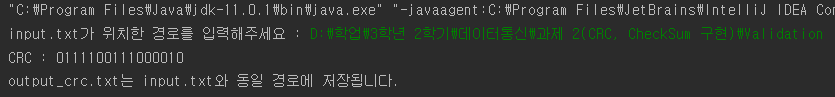 "C:₩Program Files₩Java₩jdk-11.0.1₩bin₩java.exe" "-javaagent:C:₩Program Files₩JetBrains₩IntelliJ IDEA Com
input.txt가 위치한 경로를 입력해주세요 : D:₩학업₩3학년 2학기₩데이터통신₩과제 2(CRC, CheckSum 구현)₩Validation
CRC : 0111100111000010
output_crc.txt는 input.txt와 동일 경로에 저장됩니다.